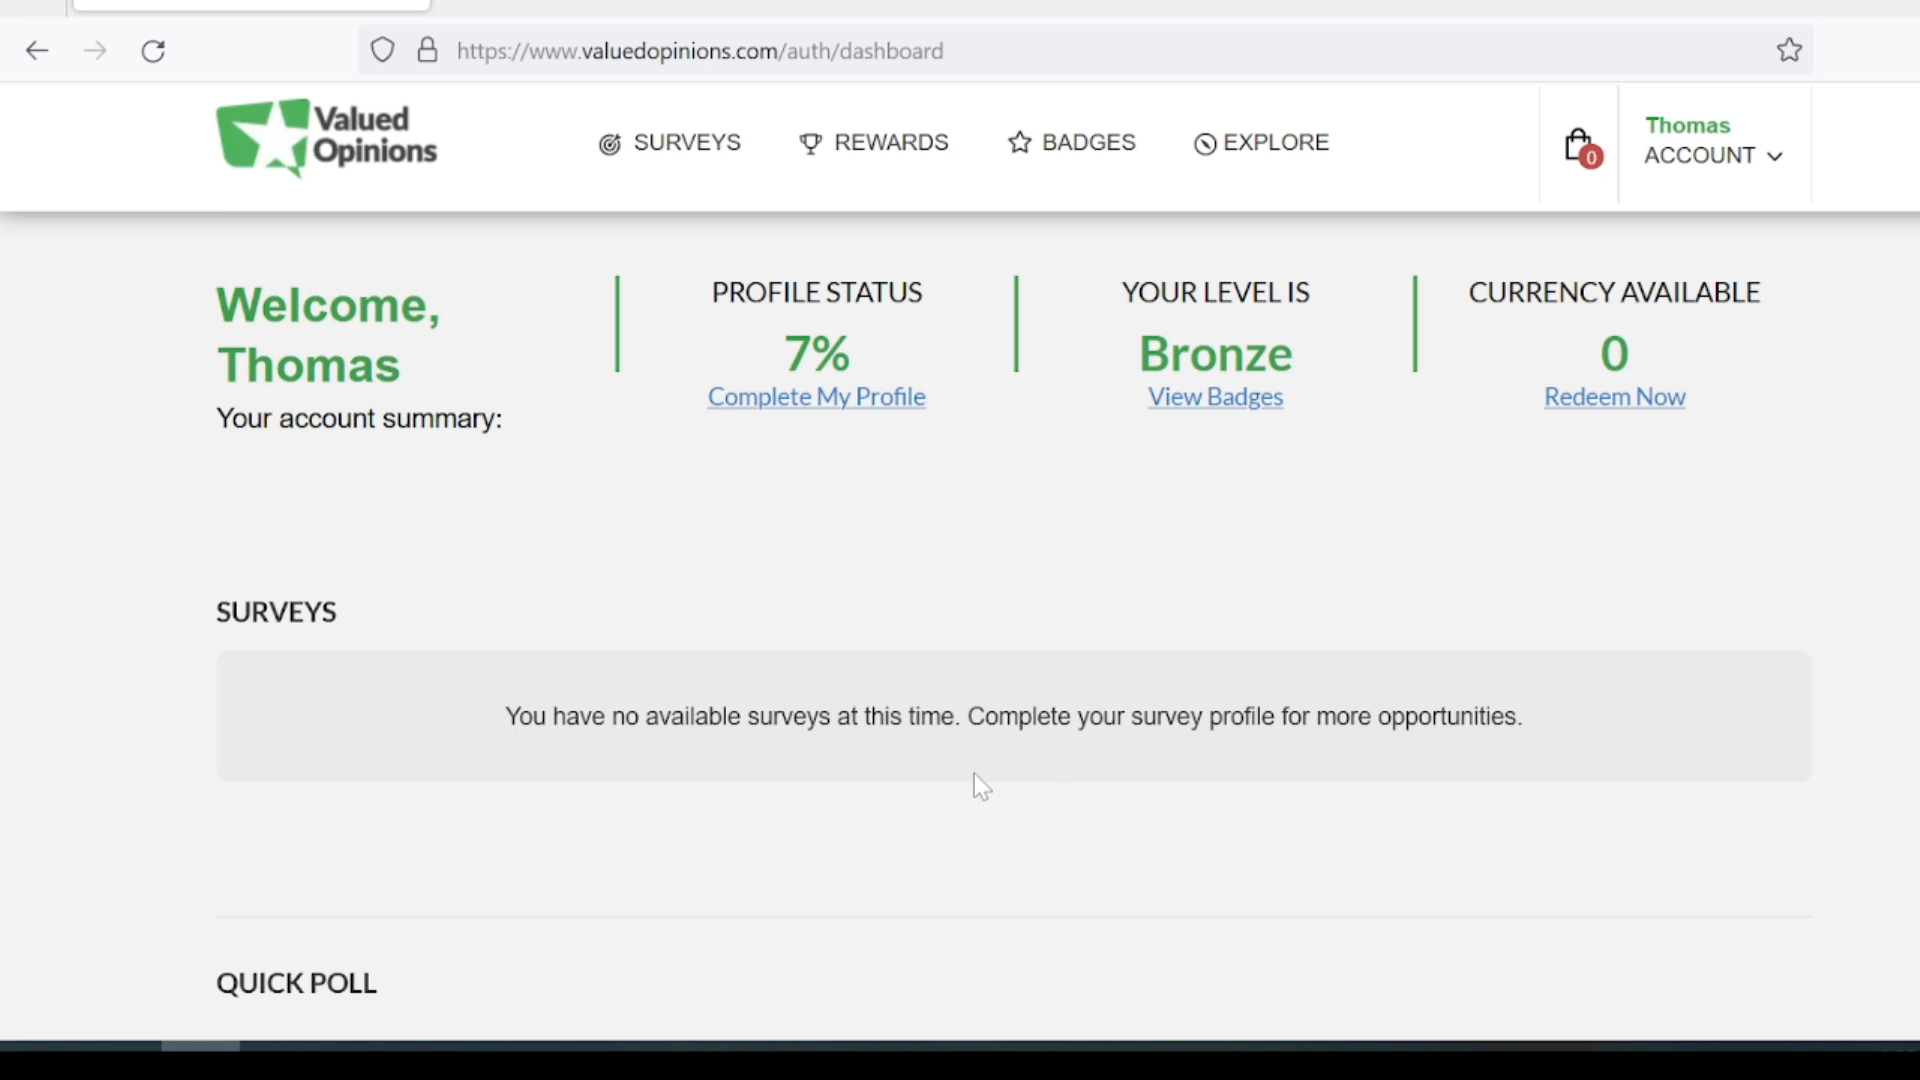 https://www.valuedopinions.com/auth/dashboard
Valued
Opinions
SURVEYS
REWARDS
BADGES
EXPLORE
0
Thomas
ACCOUNT
Welcome,
Thomas
Your account summary:
PROFILE STATUS
7%
Complete My Profile
YOUR LEVEL IS
Bronze
View Badges
CURRENCY AVAILABLE
0
Redeem Now
SURVEYS
You have no available surveys at this time. Complete your survey profile for more opportunities.
QUICK POLL